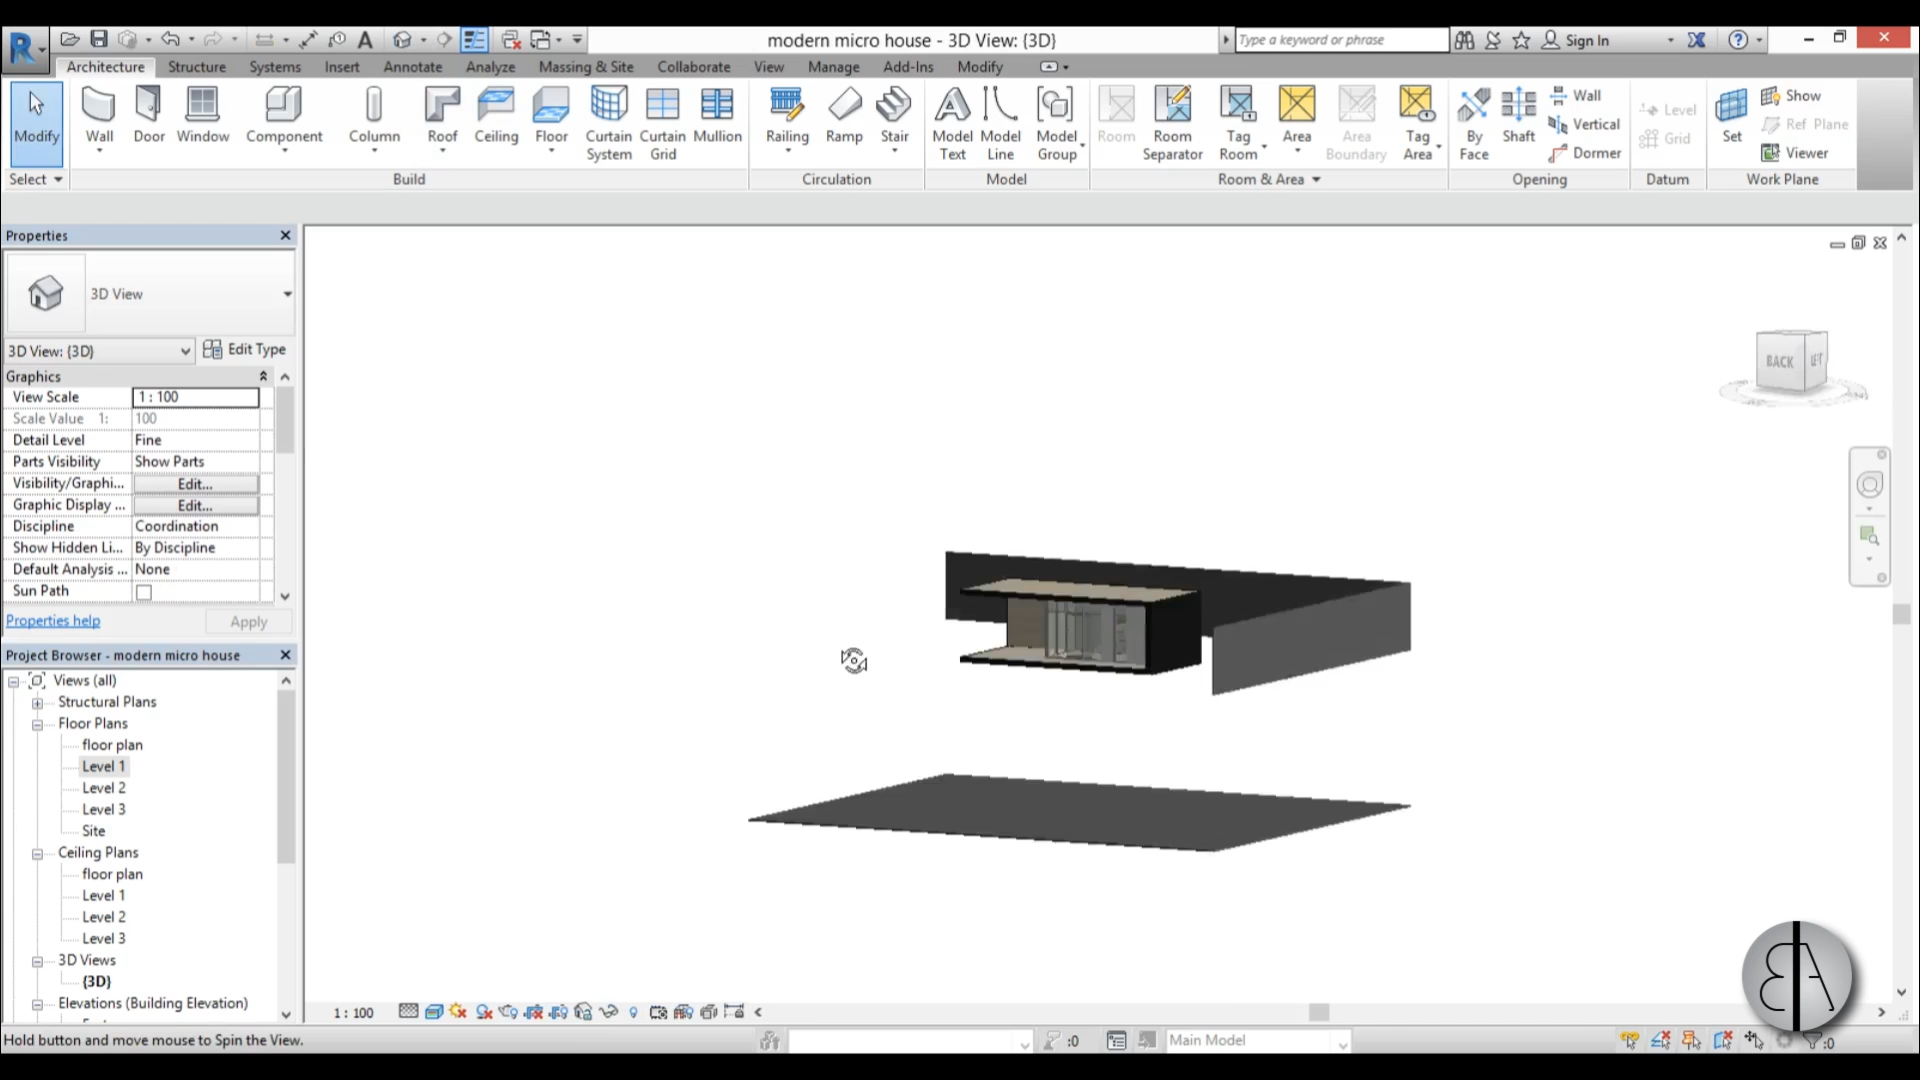 modern micro house - 3D View: {3D}
Type a keyword or phrase
Sign In
Architecture Structure Systems Insert Annotate Analyze Massing & Site Collaborate View Manage Add-Ins Modify
Modify
Wall
Door
Window
Component
Column
Roof
Ceiling
Floor
Curtain System
Curtain Grid
Mullion
Railing
Ramp
Stair
Model Text
Model Line
Model Group
Room
Room Separator
Tag Room
Area
Area Boundary
Tag Area
By Face
Shaft
Wall
Vertical
Dormer
Level
Grid
Set
Show
Ref Plane
Viewer
Select
Build
Circulation
Model
Room & Area
Opening
Datum
Work Plane
Properties
3D View
3D View: {3D}
Edit Type
Graphics
View Scale 1 : 100
Scale Value 1: 100
Detail Level Fine
Parts Visibility Show Parts
Visibility/Graphi... Edit...
Graphic Display ... Edit...
Discipline Coordination
Show Hidden Li... By Discipline
Default Analysis ... None
Sun Path
Properties help
Apply
Project Browser - modern micro house
Views (all)
Structural Plans
Floor Plans
floor plan
Level 1
Level 2
Level 3
Site
Ceiling Plans
floor plan
Level 1
Level 2
Level 3
3D Views
{3D}
Elevations (Building Elevation)
BACK
LEFT
1 : 100
Hold button and move mouse to Spin the View.
:0
Main Model
:0